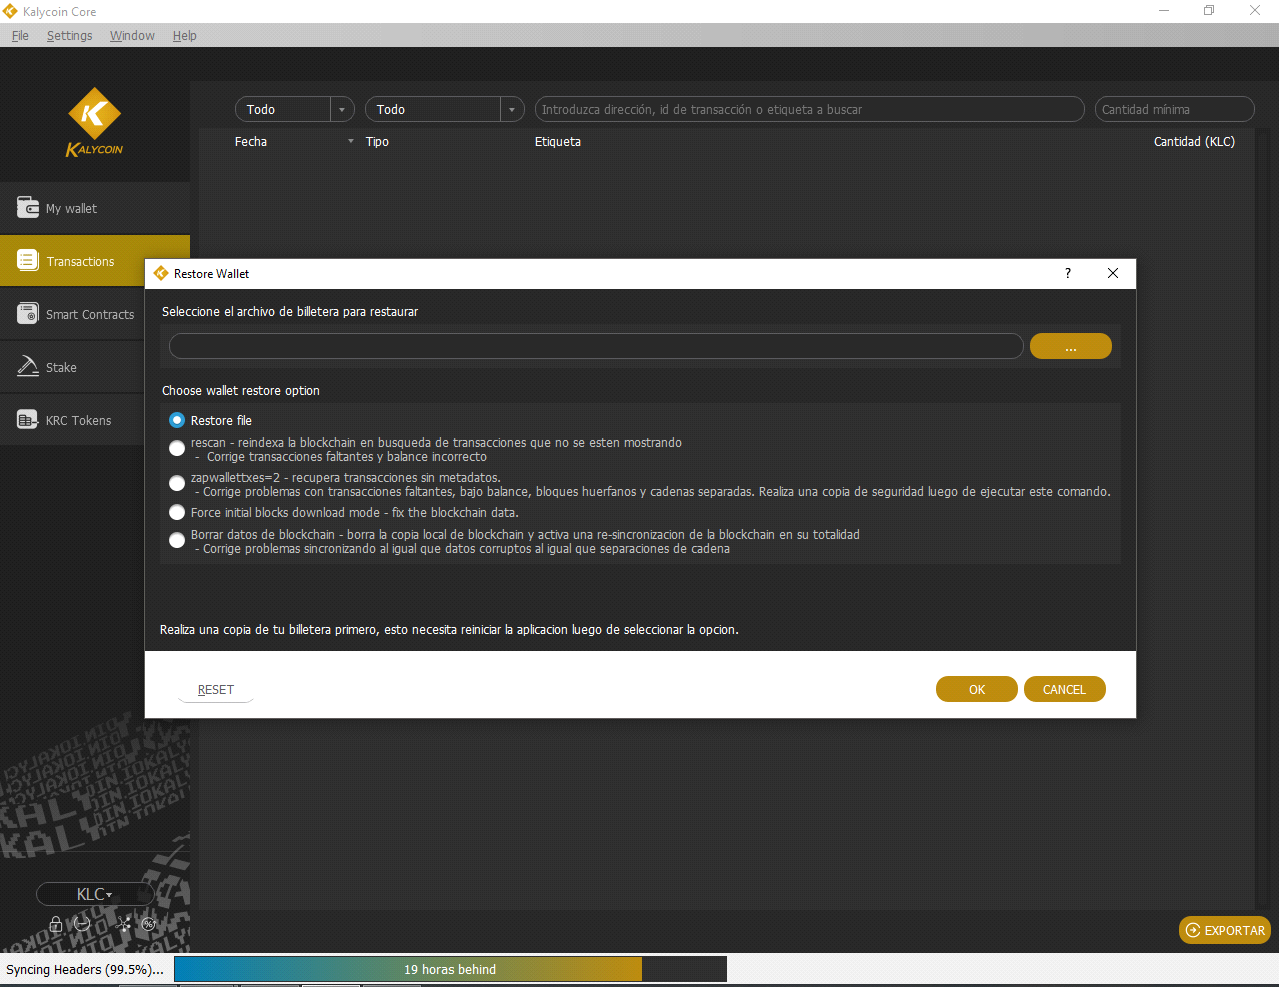 Kalycoin Core
File Settings Window Help
KALYCOIN
Todo Todo Introduzca dirección, id de transacción o etiqueta a buscar Cantidad mínima
Fecha Tipo Etiqueta Cantidad (KLC)
My wallet
Transactions
Smart Contracts
Stake
KRC Tokens
Restore Wallet ?
Seleccione el archivo de billetera para restaurar
...
Choose wallet restore option
Restore file
rescan - reindexa la blockchain en busqueda de transacciones que no se esten mostrando
- Corrige transacciones faltantes y balance incorrecto
zapwallettxes=2 - recupera transacciones sin metadatos.
- Corrige problemas con transacciones faltantes, bajo balance, bloques huerfanos y cadenas separadas. Realiza una copia de seguridad luego de ejecutar este comando.
Force initial blocks download mode - fix the blockchain data.
Borrar datos de blockchain - borra la copia local de blockchain y activa una re-sincronizacion de la blockchain en su totalidad
- Corrige problemas sincronizando al igual que datos corruptos al igual que separaciones de cadena
Realiza una copia de tu billetera primero, esto necesita reiniciar la aplicacion luego de seleccionar la opcion.
RESET OK CANCEL
KLC
EXPORTAR
Syncing Headers (99.5%)... 19 horas behind